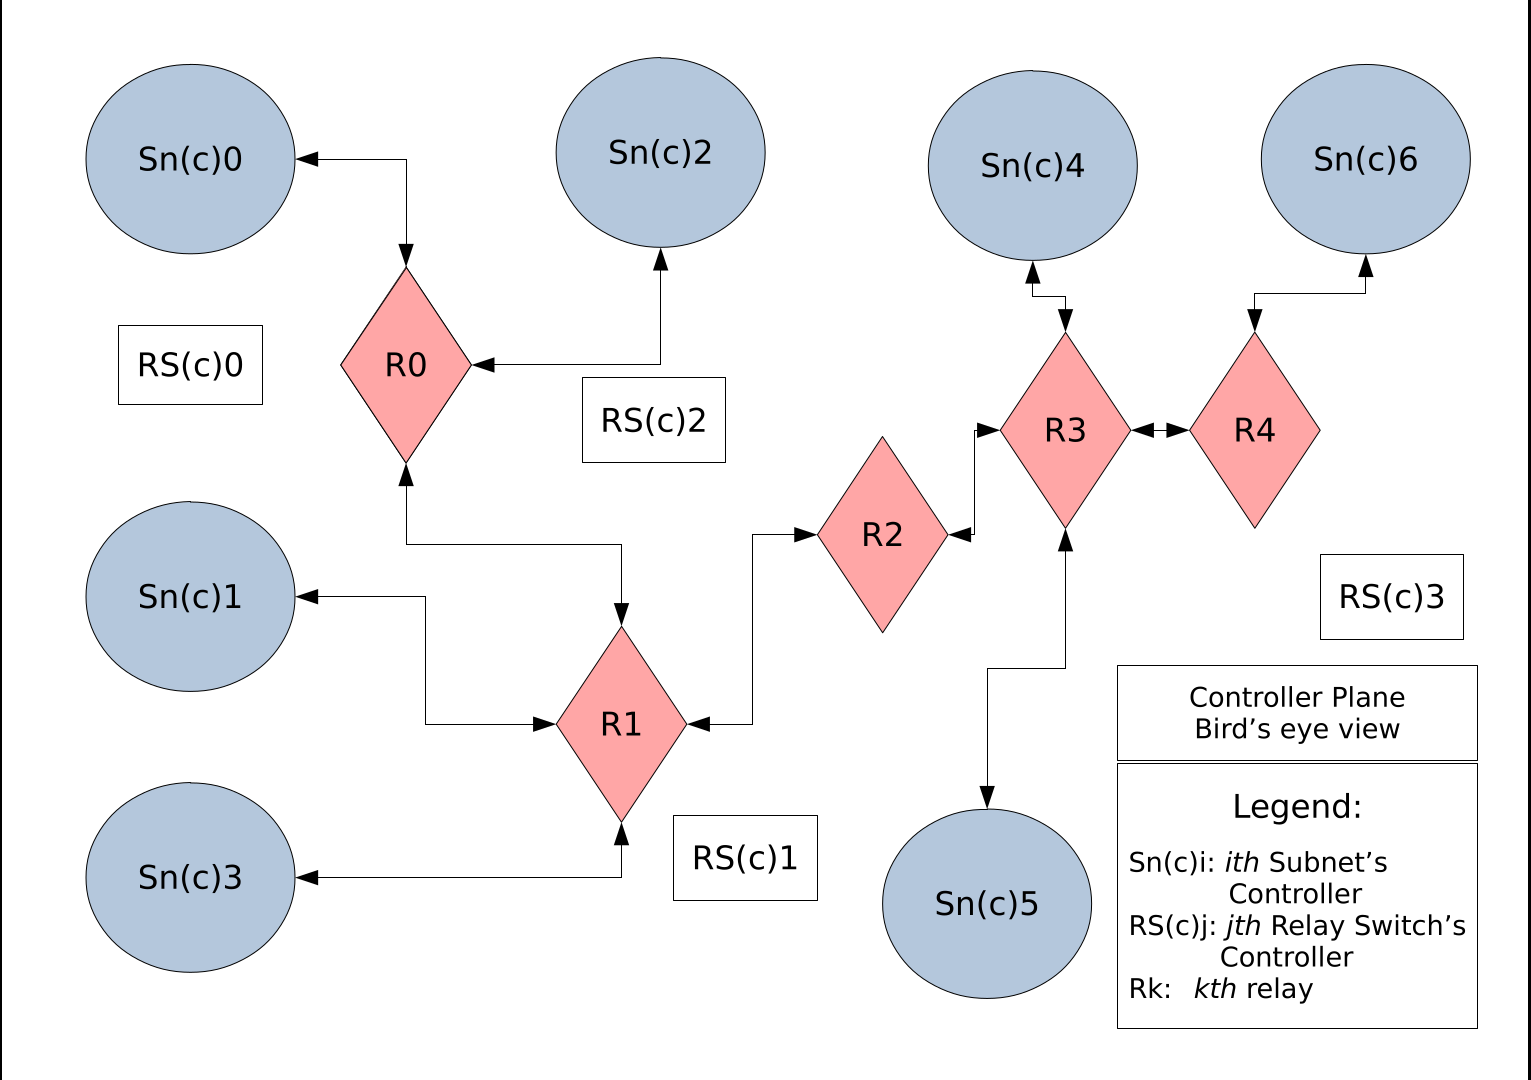 Sn(c)0
Sn(c)2
Sn(c)4
Sn(c)6
RS(c)0
R0
RS(c)2
R3
R4
R2
Sn(c)1
RS(c)3
R1
Controller Plane
Bird’s eye view
Sn(c)3
RS(c)1
Sn(c)5
Legend:
Sn(c)i: ith Subnet’s
Controller
RS(c)j: jth Relay Switch’s
Controller
Rk: kth relay